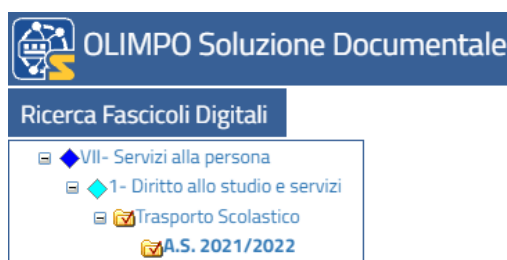 OLIMPO Soluzione Documentale
Ricerca Fascicoli Digitali
VII- Servizi alla persona
1- Diritto allo studio e servizi
Trasporto Scolastico
A.S. 2021/2022